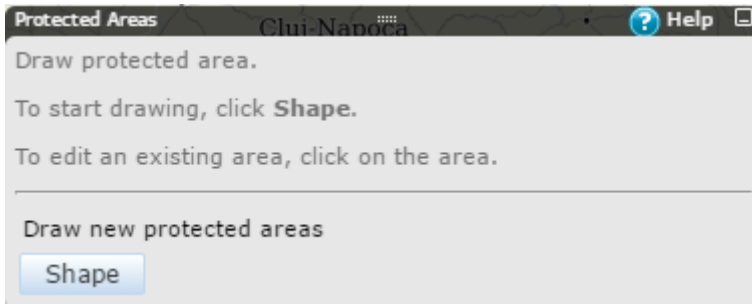 Protected Areas Cluj-Napoca Help
Draw protected area.
To start drawing, click Shape.
To edit an existing area, click on the area.
Draw new protected areas
Shape